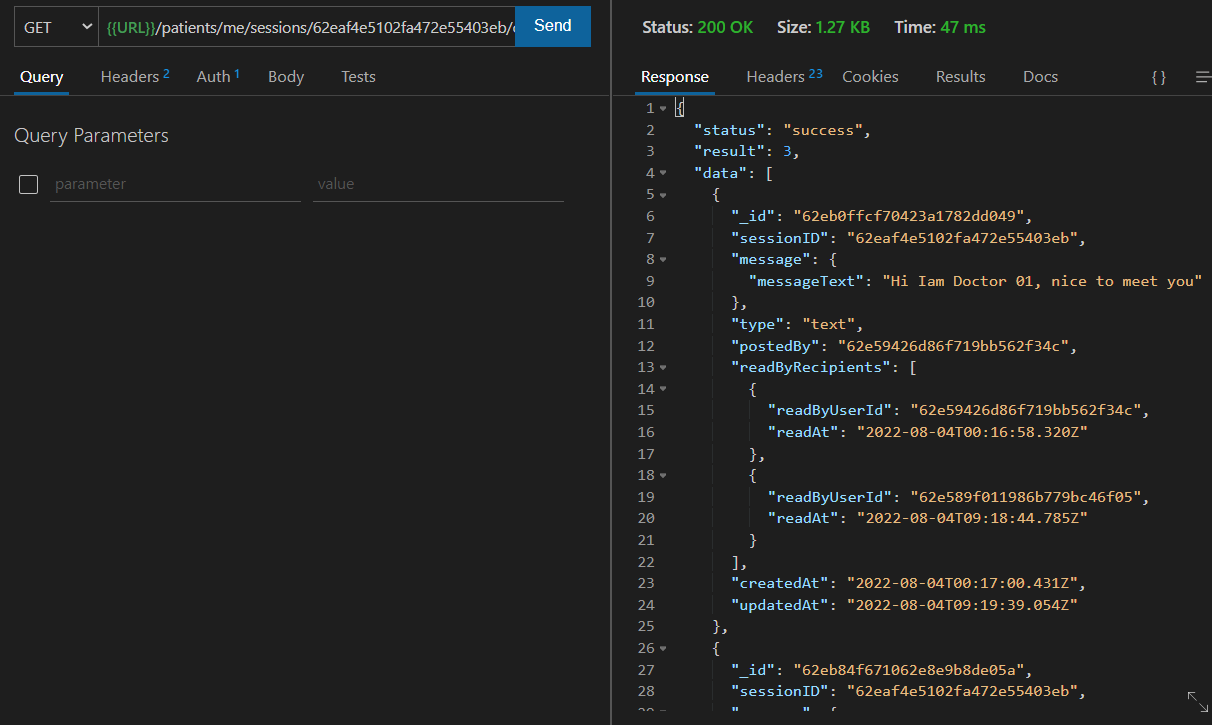 GET {{URL}}/patients/me/sessions/62eaf4e5102fa472e55403eb/ Send
Query Headers 2 Auth 1 Body Tests
Query Parameters
parameter value
Status: 200 OK Size: 1.27 KB Time: 47 ms
Response Headers 23 Cookies Results Docs { }
1 {
2 "status": "success",
3 "result": 3,
4 "data": [
5 {
6 "_id": "62eb0ffcf70423a1782dd049",
7 "sessionID": "62eaf4e5102fa472e55403eb",
8 "message": {
9 "messageText": "Hi Iam Doctor 01, nice to meet you"
10 },
11 "type": "text",
12 "postedBy": "62e59426d86f719bb562f34c",
13 "readByRecipients": [
14 {
15 "readByUserId": "62e59426d86f719bb562f34c",
16 "readAt": "2022-08-04T00:16:58.320Z"
17 },
18 {
19 "readByUserId": "62e589f011986b779bc46f05",
20 "readAt": "2022-08-04T09:18:44.785Z"
21 }
22 ],
23 "createdAt": "2022-08-04T00:17:00.431Z",
24 "updatedAt": "2022-08-04T09:19:39.054Z"
25 },
26 {
27 "_id": "62eb84f671062e8e9b8de05a",
28 "sessionID": "62eaf4e5102fa472e55403eb",